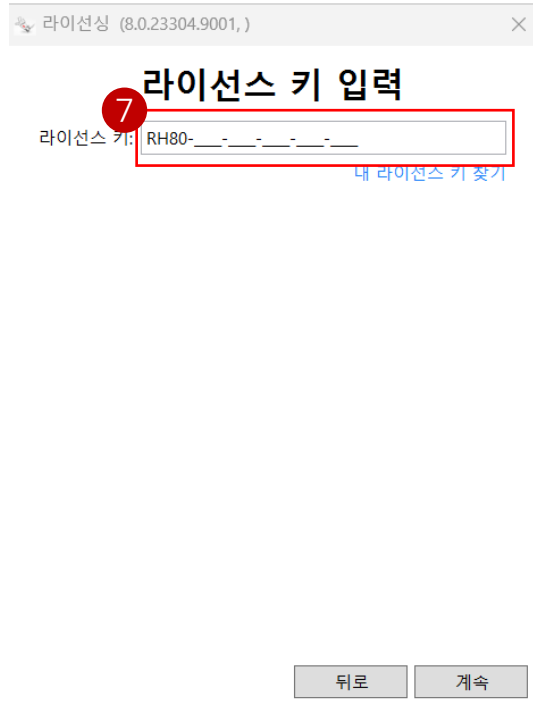 라이선싱 (8.0.23304.9001, )
라이선스 키 입력
7
라이선스 키: RH80-___-___-___-___-___
내 라이선스 키 찾기
뒤로 계속